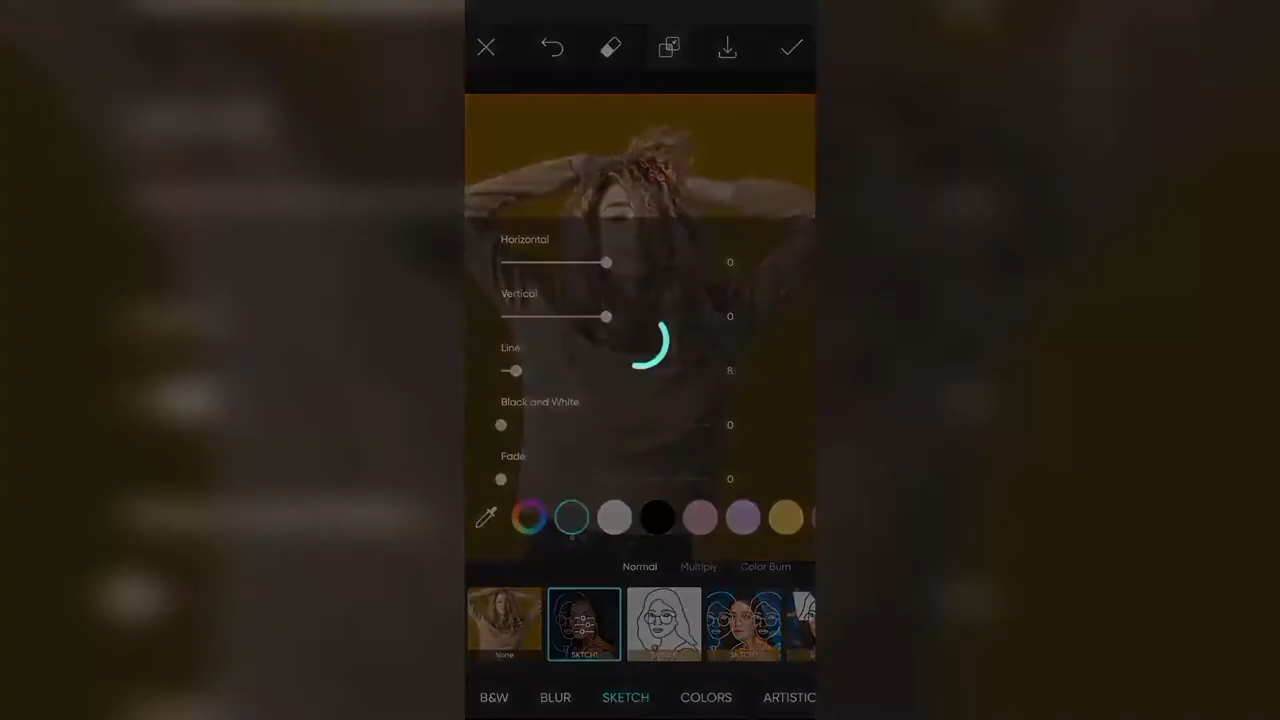 Horizontal
0
Vertical
0
Line
8
Black and White
0
Fade
0
Normal Multiply Color Burn
None SKTCH1
B&W BLUR SKETCH COLORS ARTISTIC